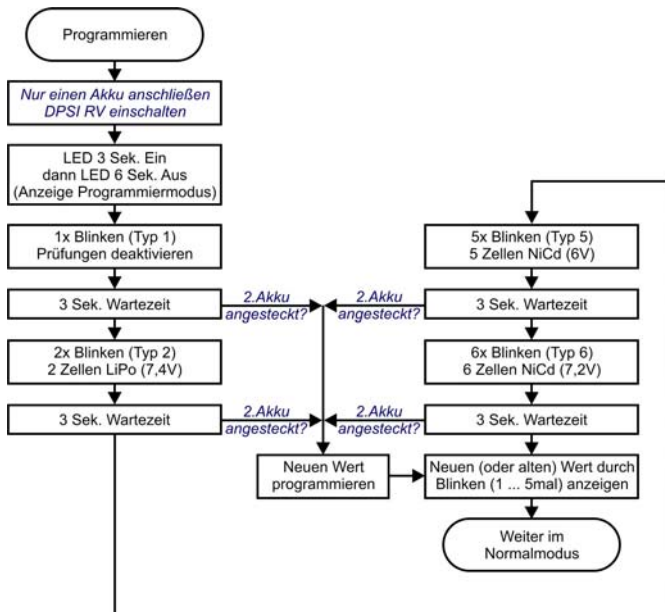 Programmieren
Nur einen Akku anschließen
DPSI RV einschalten
LED 3 Sek. Ein
dann LED 6 Sek. Aus
(Anzeige Programmiermodus)
1x Blinken (Typ 1)
Prüfungen deaktivieren
3 Sek. Wartezeit
2.Akku
angesteckt?
2x Blinken (Typ 2)
2 Zellen LiPo (7,4V)
3 Sek. Wartezeit
2.Akku
angesteckt?
5x Blinken (Typ 5)
5 Zellen NiCd (6V)
2.Akku
angesteckt?
3 Sek. Wartezeit
6x Blinken (Typ 6)
6 Zellen NiCd (7,2V)
2.Akku
angesteckt?
3 Sek. Wartezeit
Neuen Wert
programmieren
Neuen (oder alten) Wert durch
Blinken (1 ... 5mal) anzeigen
Weiter im
Normalmodus